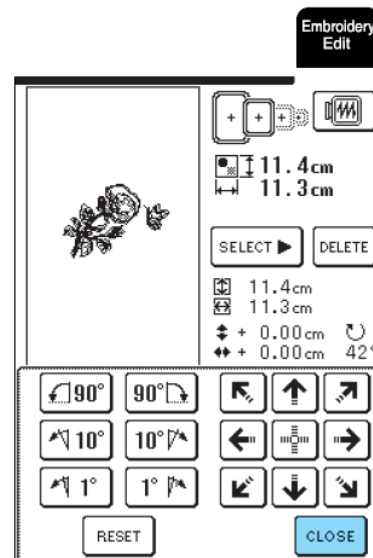 Embroidery
Edit
11.4cm
11.3cm
SELECT DELETE
11.4cm
11.3cm
+ 0.00cm
+ 0.00cm 42°
90° 90°
10° 10°
1° 1°
RESET CLOSE